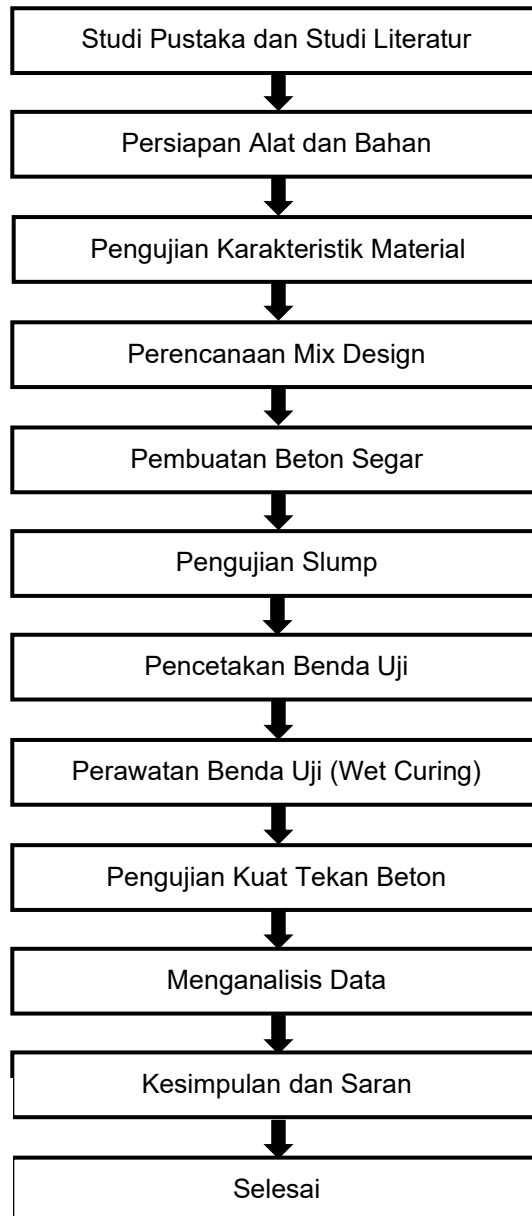 Studi Pustaka dan Studi Literatur
Persiapan Alat dan Bahan
Pengujian Karakteristik Material
Perencanaan Mix Design
Pembuatan Beton Segar
Pengujian Slump
Pencetakan Benda Uji
Perawatan Benda Uji (Wet Curing)
Pengujian Kuat Tekan Beton
Menganalisis Data
Kesimpulan dan Saran
Selesai